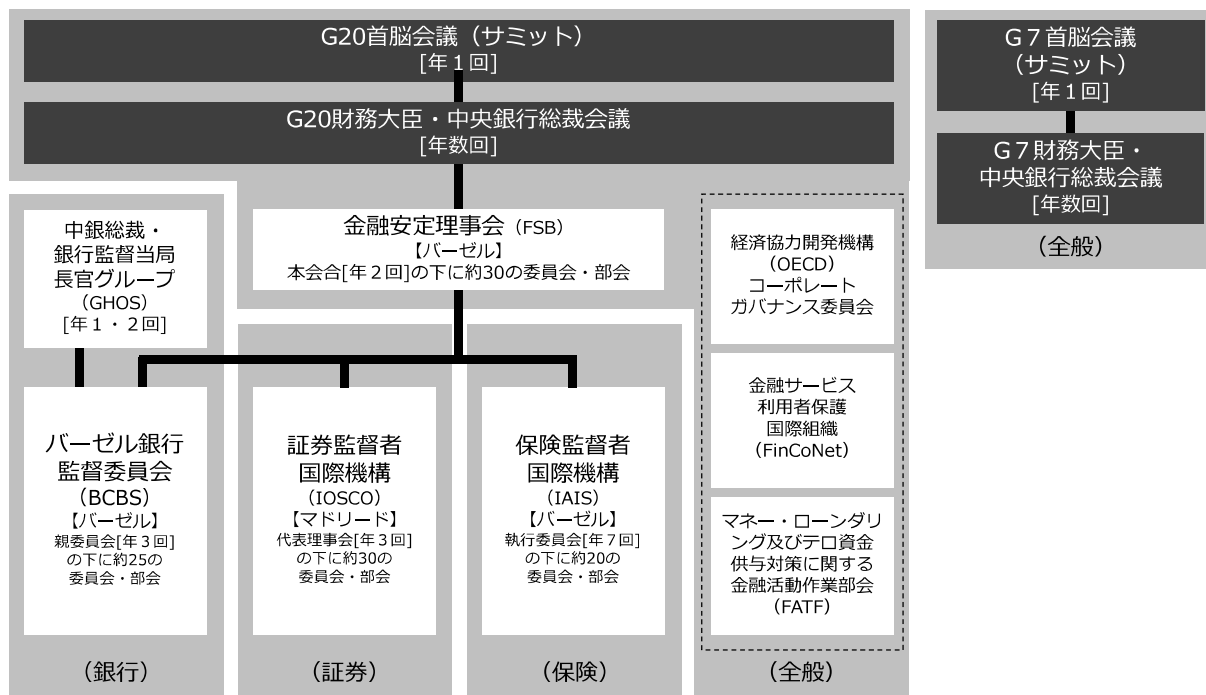 G20首脳会議（サミット）
[年１回]
G20財務大臣・中央銀行総裁会議
[年数回]
G７首脳会議
（サミット）
[年１回]
G７財務大臣・
中央銀行総裁会議
[年数回]
（全般）
中銀総裁・
銀行監督当局
長官グループ
（GHOS）
[年１・２回]
金融安定理事会（FSB）
【バーゼル】
本会合[年２回]の下に約30の委員会・部会
バーゼル銀行
監督委員会
（BCBS）
【バーゼル】
親委員会[年３回]
の下に約25の
委員会・部会
（銀行）
証券監督者
国際機構
（IOSCO）
【マドリード】
代表理事会[年３回]
の下に約30の
委員会・部会
（証券）
保険監督者
国際機構
（IAIS）
【バーゼル】
執行委員会[年７回]
の下に約20の
委員会・部会
（保険）
経済協力開発機構
（OECD）
コーポレート
ガバナンス委員会
金融サービス
利用者保護
国際組織
（FinCoNet）
マネー・ローンダリ
ング及びテロ資金
供与対策に関する
金融活動作業部会
（FATF）
（全般）